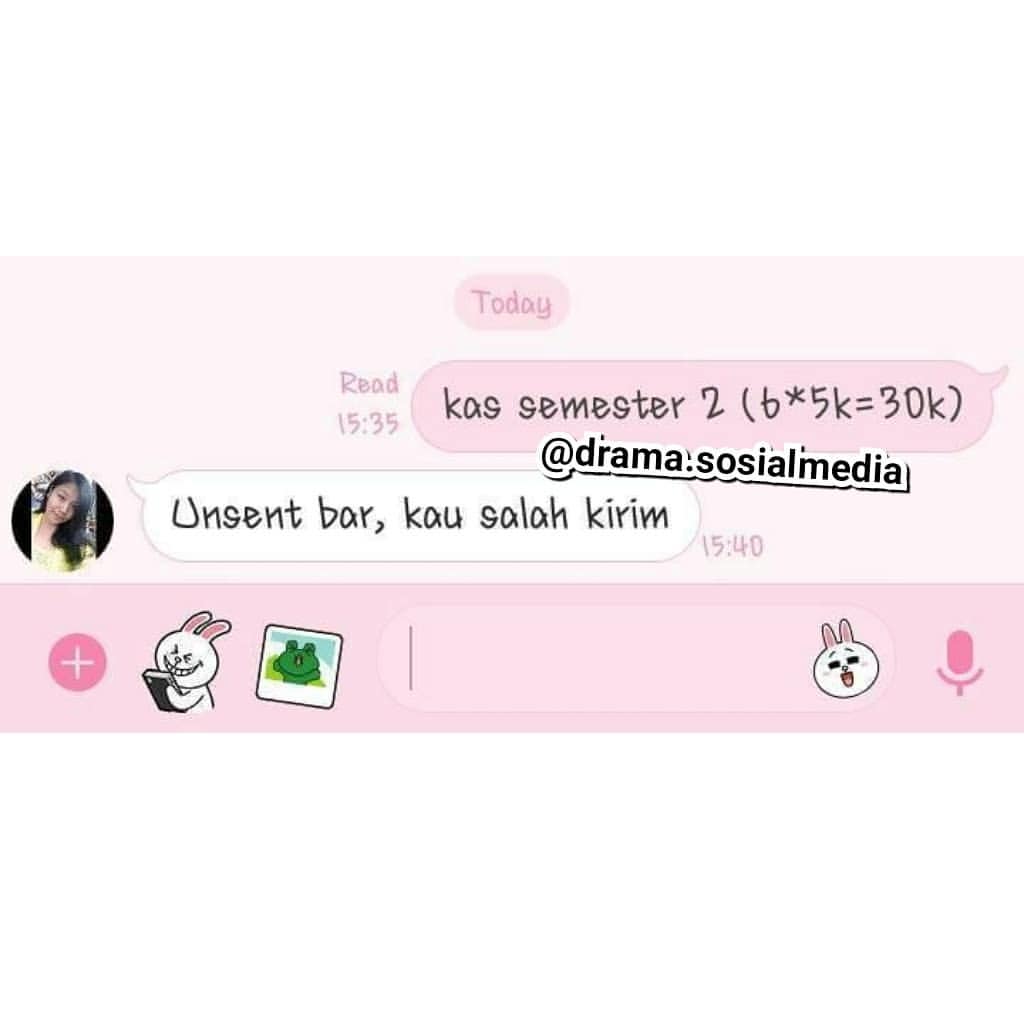 Today
Read
15:35
kas semester 2 (6*5k=30k)
@drama.sosialmedia
Unsent bar, kau salah kirim
15:40